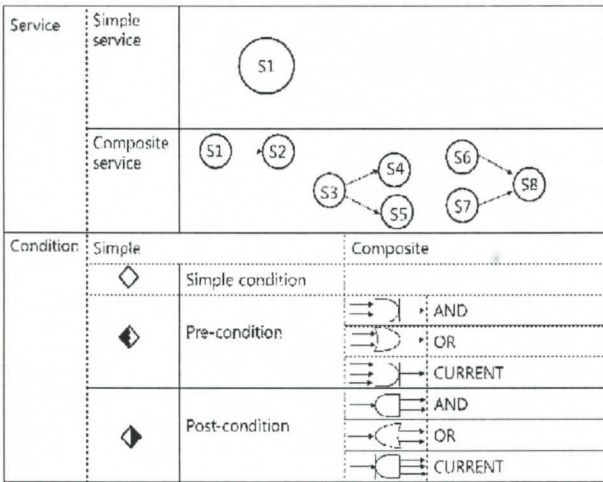 Service
Simple
service
S1
Composite
service
S1
S2
S3
S4
S5
S6
S7
S8
Condition
Simple
Composite
Simple condition
Pre-condition
AND
OR
CURRENT
Post-condition
AND
OR
CURRENT